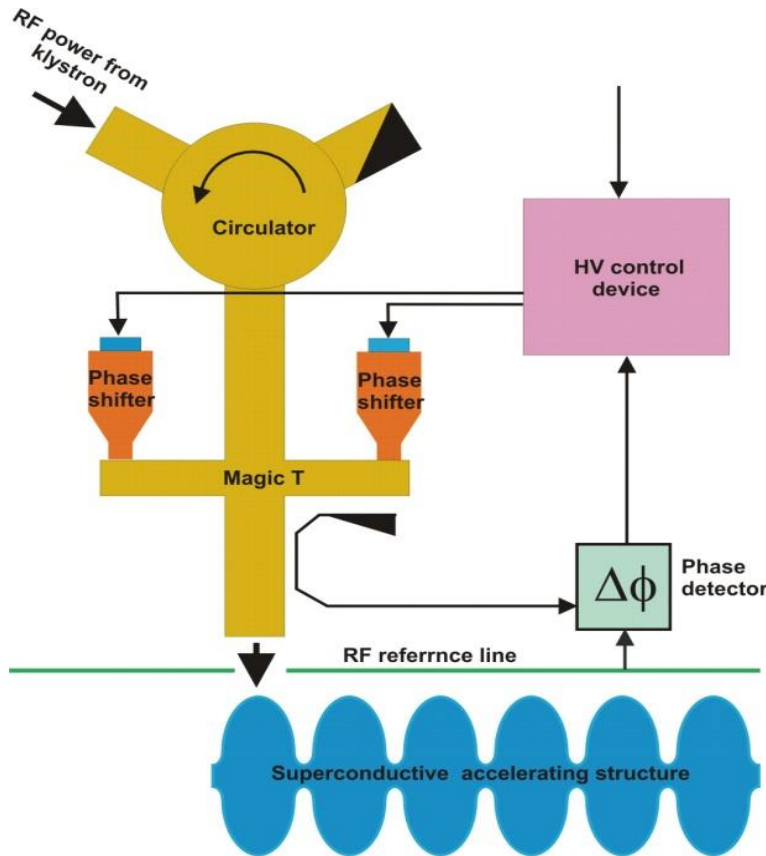 RF power from
klystron
Circulator
HV control
device
Phase
shifter
Phase
shifter
Magic T
Δϕ
Phase
detector
RF referrnce line
Superconductive accelerating structure